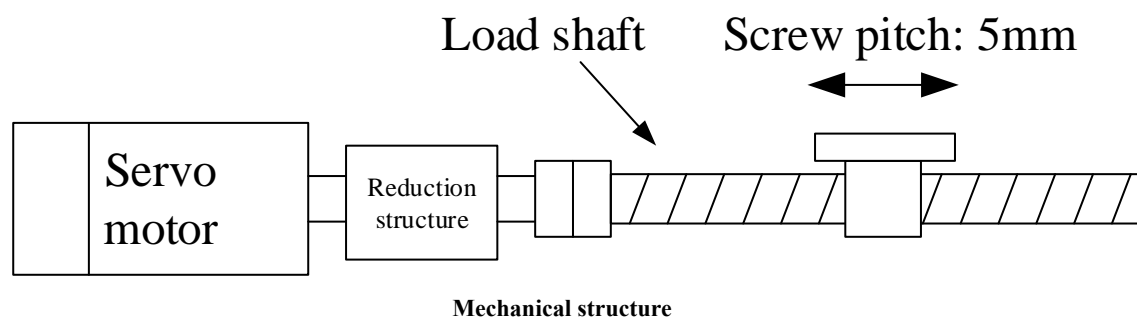 Load shaft
Screw pitch: 5mm
Servo
motor
Reduction
structure
Mechanical structure